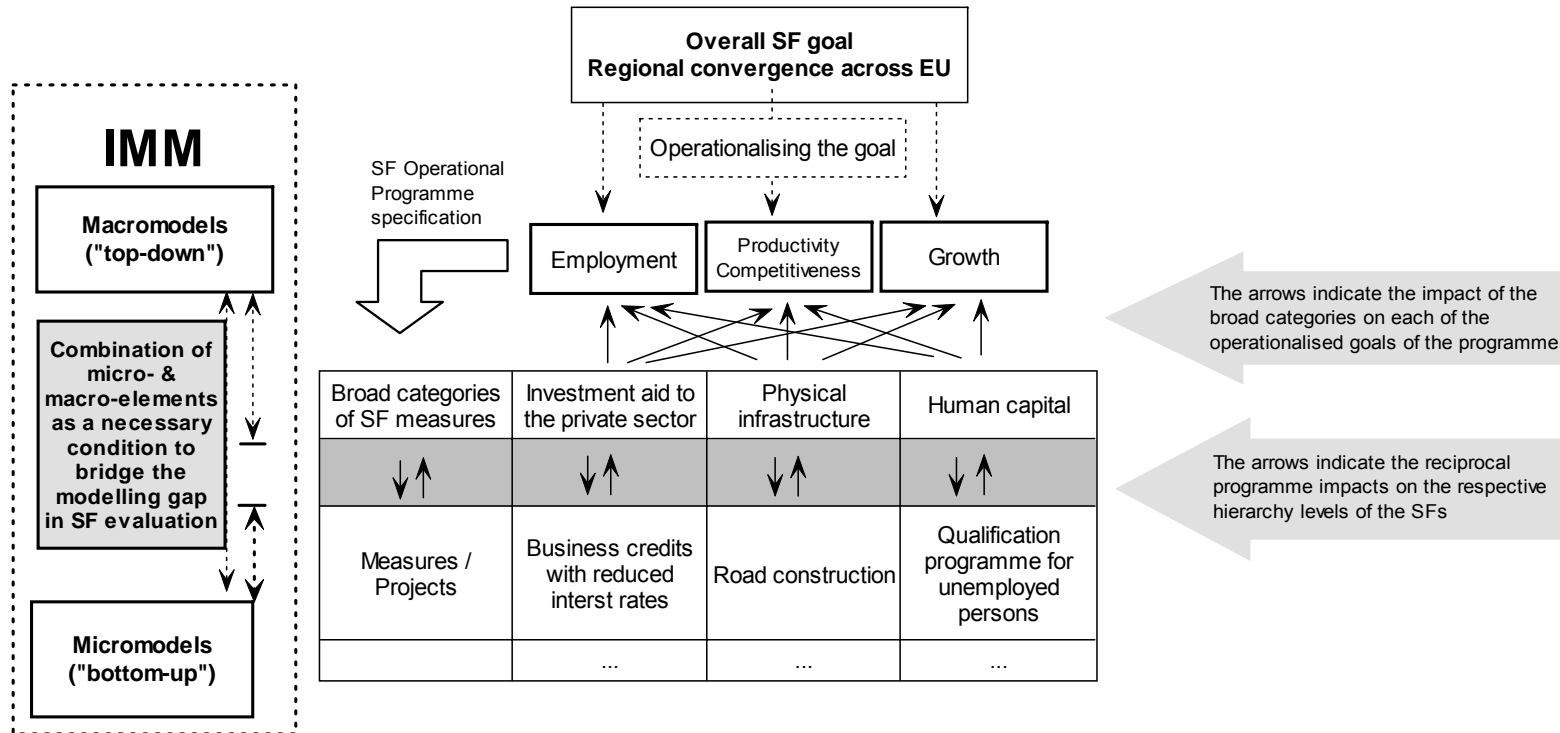 Overall SF goal
Regional convergence across EU
Operationalising the goal
SF Operational
Programme
specification
Employment
Productivity
Competitiveness
Growth
IMM
Macromodels
("top-down")
Combination of
micro- &
macro-elements
as a necessary
condition to
bridge the
modelling gap
in SF evaluation
Micromodels
("bottom-up")
Broad categories
of SF measures
Investment aid to
the private sector
Physical
infrastructure
Human capital
Measures /
Projects
Business credits
with reduced
interst rates
Road construction
Qualification
programme for
unemployed
persons
...
...
...
The arrows indicate the impact of the
broad categories on each of the
operationalised goals of the programme
The arrows indicate the reciprocal
programme impacts on the respective
hierarchy levels of the SFs